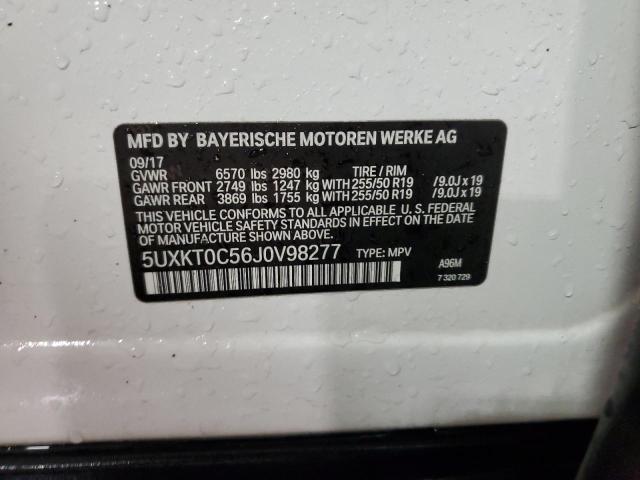 MFD BY BAYERISCHE MOTOREN WERKE AG
09/17
GVWR 6570 lbs 2980 kg TIRE / RIM
GAWR FRONT 2749 lbs 1247 kg WITH 255/50 R19 /9.0J x 19
GAWR REAR 3869 lbs 1755 kg WITH 255/50 R19 /9.0J x 19
THIS VEHICLE CONFORMS TO ALL APPLICABLE U. S. FEDERAL
MOTOR VEHICLE SAFETY STANDARDS IN EFFECT ON THE DATE
OF MANUFACTURE SHOWN ABOVE.
5UXKT0C56J0V98277 TYPE: MPV A96M
7 320 729